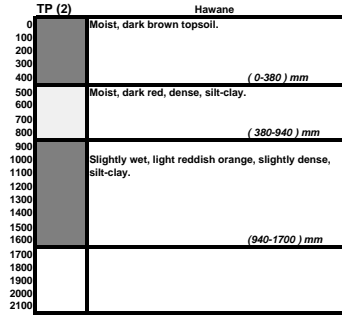 TP (2) Hawane
0 Moist, dark brown topsoil.
100
200
300
400 ( 0-380 ) mm
500 Moist, dark red, dense, silt-clay.
600
700
800 ( 380-940 ) mm
900
1000 Slightly wet, light reddish orange, slightly dense,
1100 silt-clay.
1200
1300
1400
1500
1600 (940-1700 ) mm
1700
1800
1900
2000
2100